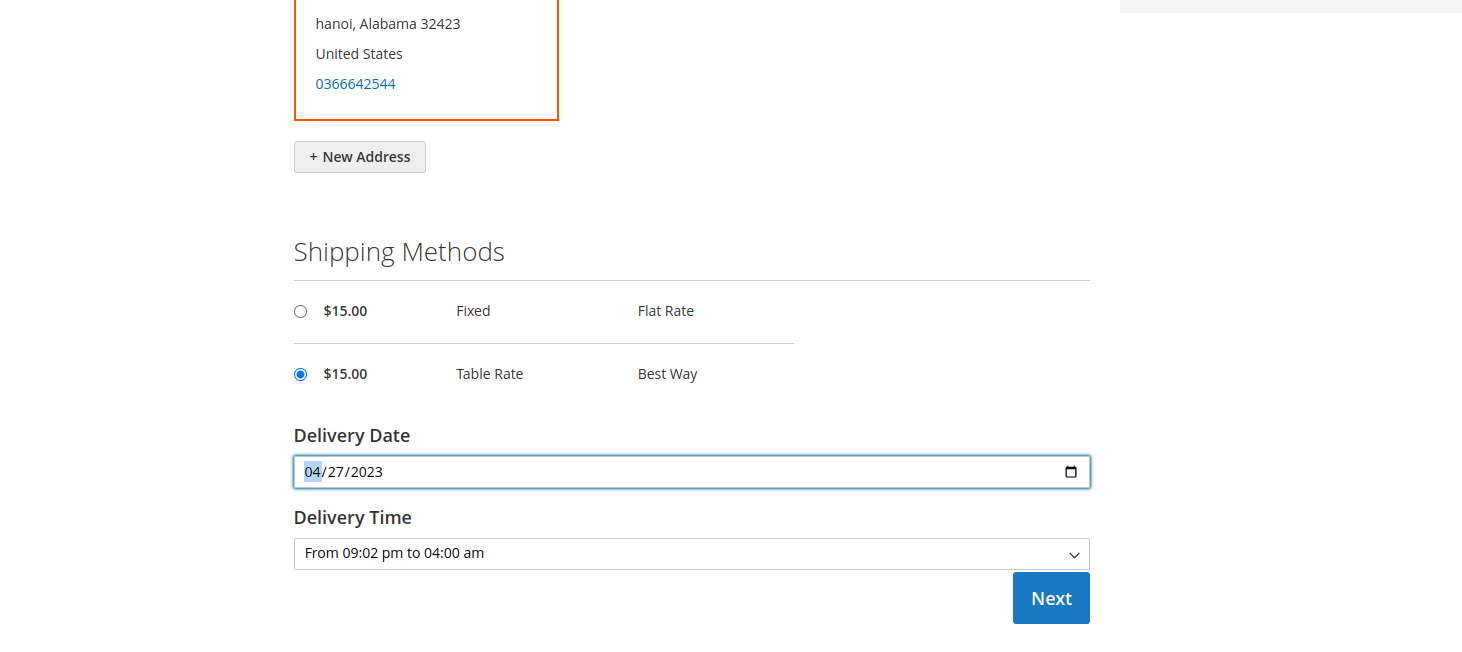 hanoi, Alabama 32423
United States
0366642544
+ New Address
Shipping Methods
$15.00 Fixed Flat Rate
$15.00 Table Rate Best Way
Delivery Date
04/27/2023
Delivery Time
From 09:02 pm to 04:00 am
Next